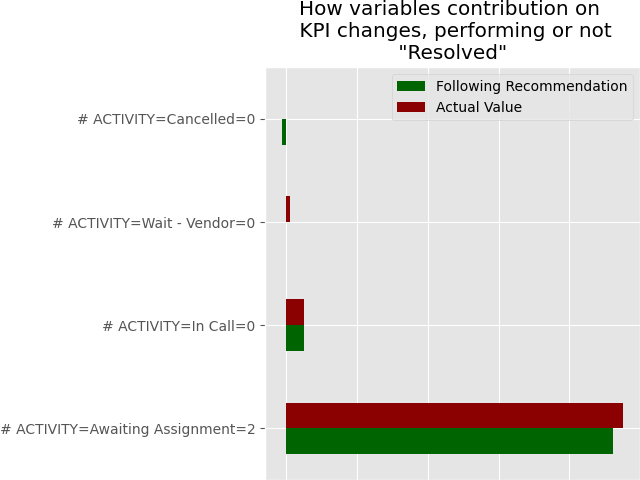 How variables contribution on
KPI changes, performing or not
"Resolved"
Following Recommendation
Actual Value
# ACTIVITY=Cancelled=0
# ACTIVITY=Wait - Vendor=0
# ACTIVITY=In Call=0
# ACTIVITY=Awaiting Assignment=2